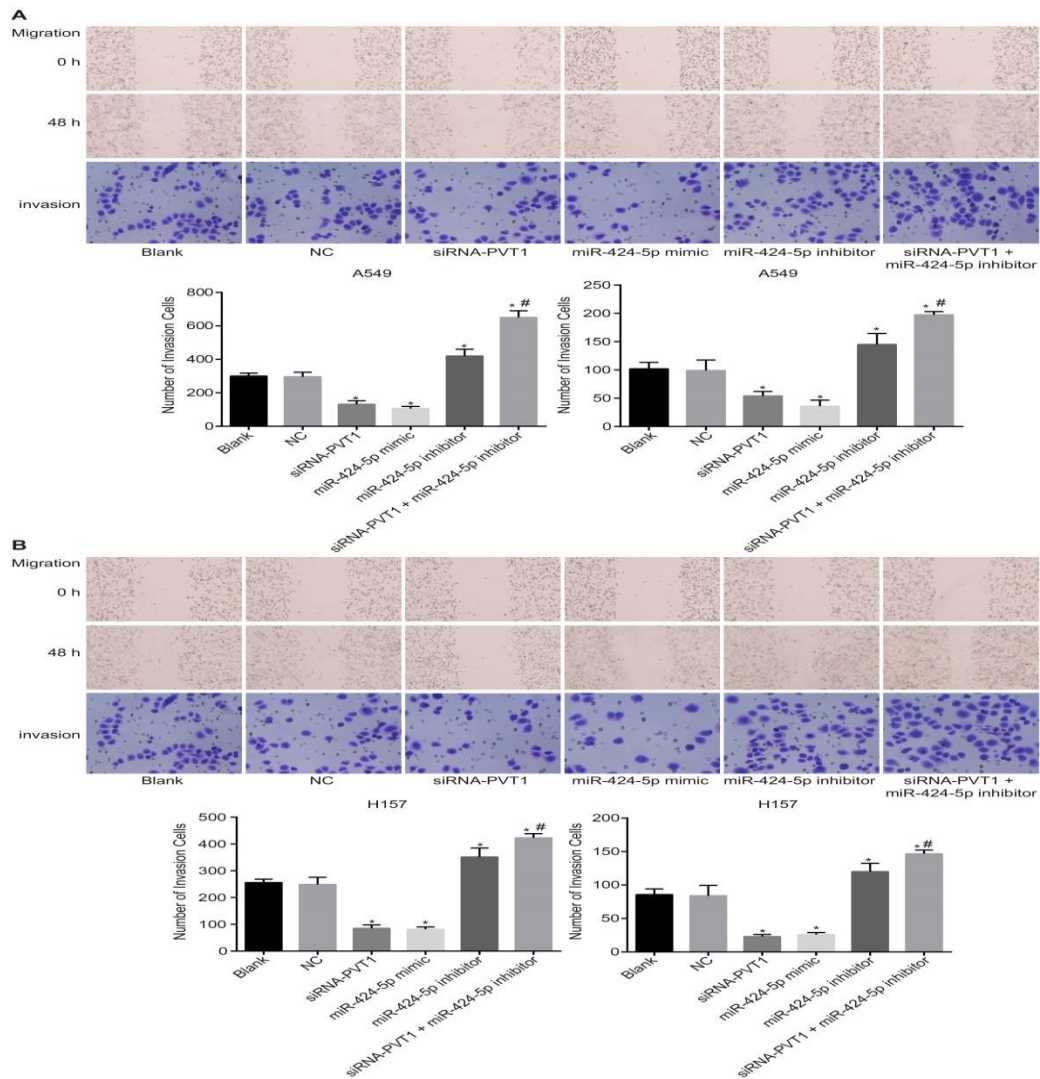 A
Migration
0 h
48 h
invasion
Blank
NC
siRNA-PVT1
miR-424-5p mimic
miR-424-5p inhibitor
siRNA-PVT1 +
miR-424-5p inhibitor
A549
Number of Invasion Cells
800
600
400
200
0
* * * * #
Blank
NC
siRNA-PVT1
miR-424-5p mimic
miR-424-5p inhibitor
siRNA-PVT1 + miR-424-5p inhibitor
A549
Number of Invasion Cells
250
200
150
100
50
0
* * * * #
Blank
NC
siRNA-PVT1
miR-424-5p mimic
miR-424-5p inhibitor
siRNA-PVT1 + miR-424-5p inhibitor
B
Migration
0 h
48 h
invasion
Blank
NC
siRNA-PVT1
miR-424-5p mimic
miR-424-5p inhibitor
siRNA-PVT1 +
miR-424-5p inhibitor
H157
Number of Invasion Cells
500
400
300
200
100
0
* * * * #
Blank
NC
siRNA-PVT1
miR-424-5p mimic
miR-424-5p inhibitor
siRNA-PVT1 + miR-424-5p inhibitor
H157
Number of Invasion Cells
200
150
100
50
0
* * * * #
Blank
NC
siRNA-PVT1
miR-424-5p mimic
miR-424-5p inhibitor
siRNA-PVT1 + miR-424-5p inhibitor